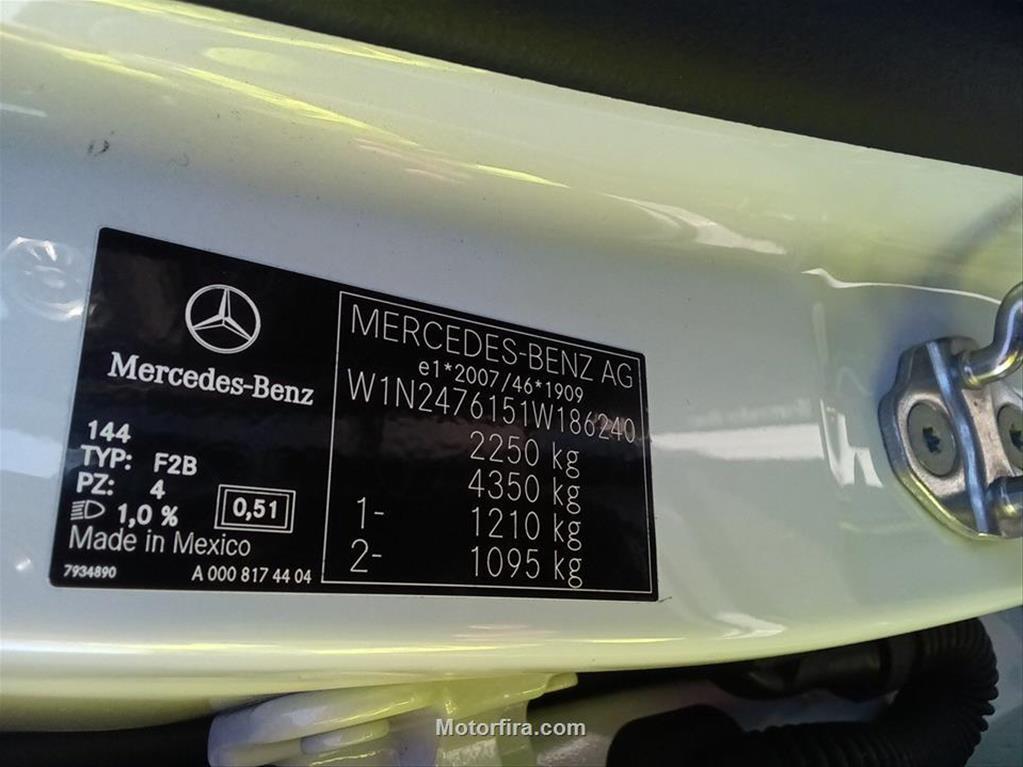 Mercedes-Benz
144
TYP: F2B
PZ: 4
1,0 %
0,51
Made in Mexico
7934890 A 000 817 44 04
MERCEDES-BENZ AG
e1*2007/46*1909
W1N2476151W186240
2250 kg
4350 kg
1- 1210 kg
2- 1095 kg
Motorfira.com